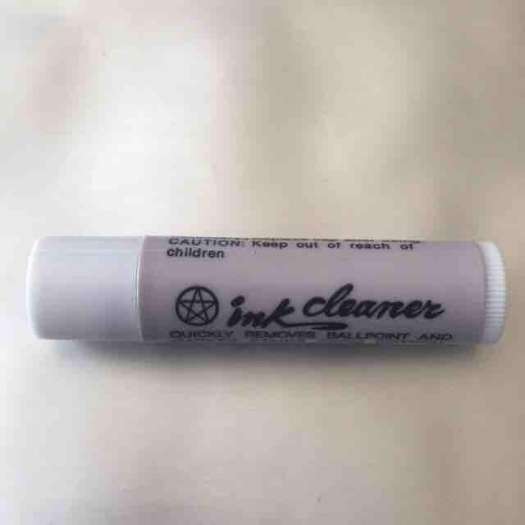 CAUTION: Keep out of reach of
children
ink cleaner
QUICKLY REMOVES BALLPOINT AND